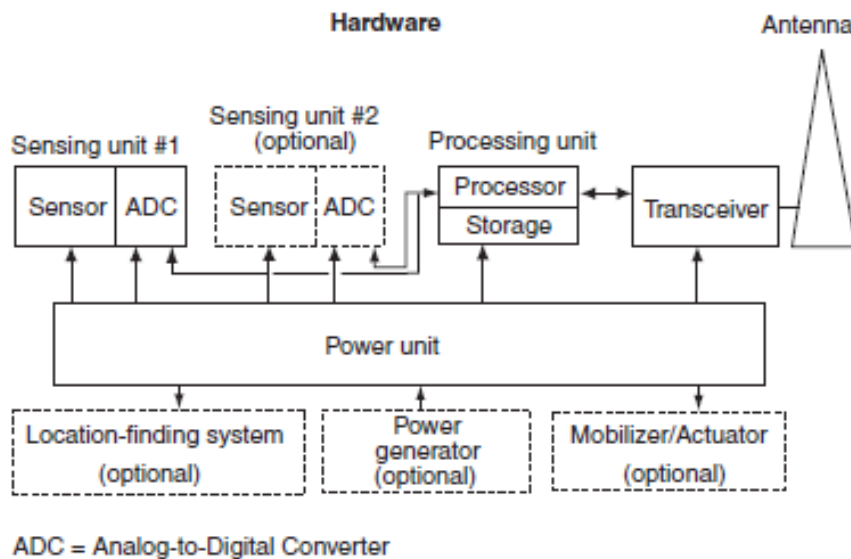 Hardware
Antenna
Sensing unit #1
Sensing unit #2
(optional)
Processing unit
Sensor
ADC
Sensor
ADC
Processor
Storage
Transceiver
Power unit
Location-finding system
(optional)
Power
generator
(optional)
Mobilizer/Actuator
(optional)
ADC = Analog-to-Digital Converter